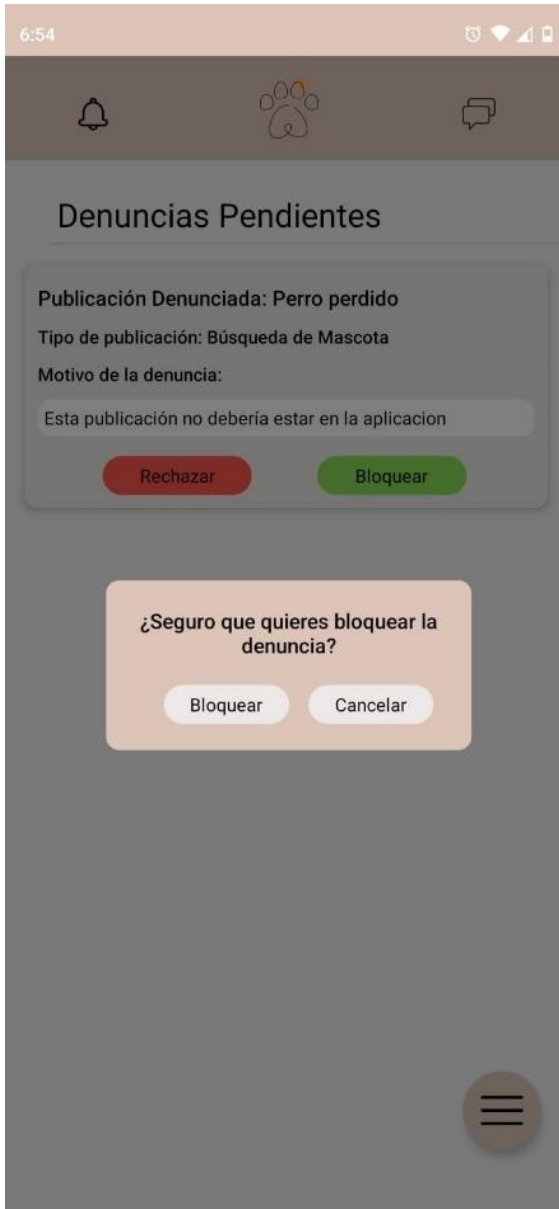 6:54
Denuncias Pendientes
Publicación Denunciada: Perro perdido
Tipo de publicación: Búsqueda de Mascota
Motivo de la denuncia:
Esta publicación no debería estar en la aplicacion
Rechazar Bloquear
¿Seguro que quieres bloquear la
denuncia?
Bloquear Cancelar